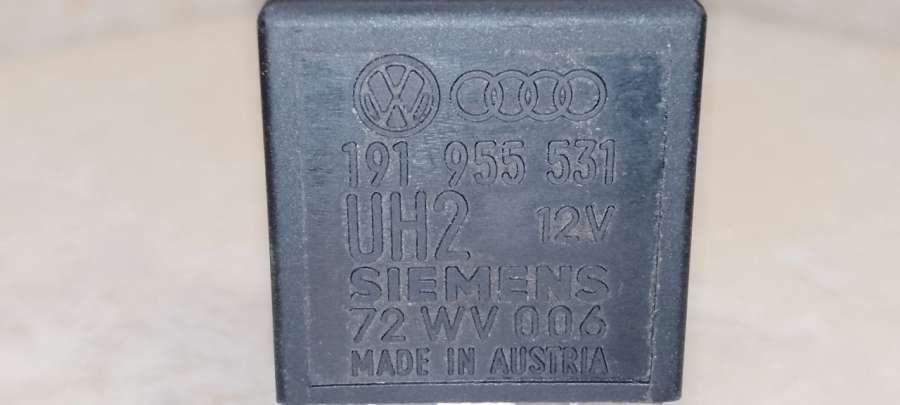 191 955 531
UH2 12V
SIEMENS
72 WV 006
MADE IN AUSTRIA